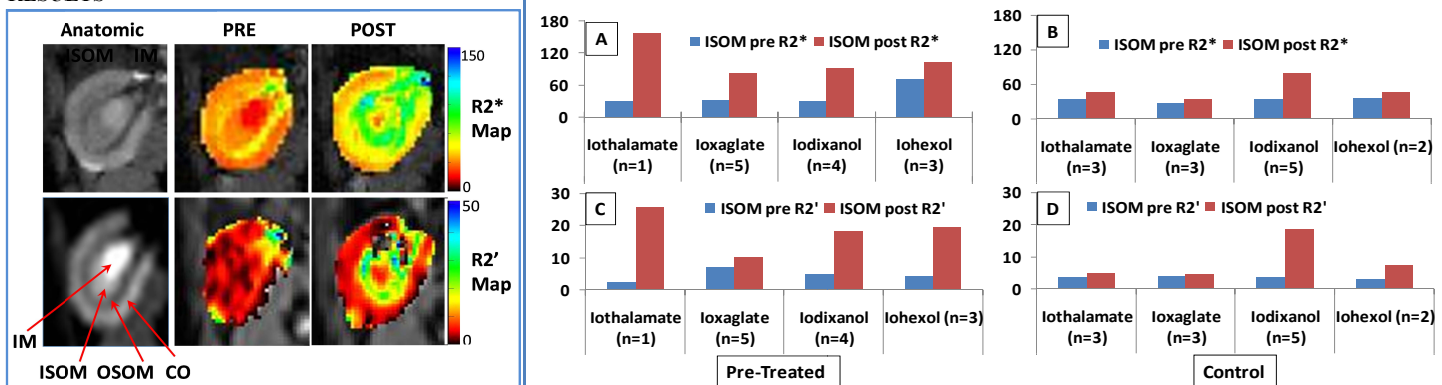 Anatomic PRE POST
ISOM IM
150
R2*
Map
0
50
R2'
Map
0
IM
ISOM OSOM CO
180
120
60
0
A
ISOM pre R2* ISOM post R2*
Iothalamate (n=1)
Ioxaglate (n=5)
Iodixanol (n=4)
Iohexol (n=3)
180
120
60
0
B
ISOM pre R2* ISOM post R2*
Iothalamate (n=3)
Ioxaglate (n=3)
Iodixanol (n=5)
Iohexol (n=2)
30
20
10
0
C
ISOM pre R2' ISOM post R2'
Iothalamate (n=1)
Ioxaglate (n=5)
Iodixanol (n=4)
Iohexol (n=3)
Pre-Treated
30
20
10
0
D
ISOM pre R2' ISOM post R2'
Iothalamate (n=3)
Ioxaglate (n=3)
Iodixanol (n=5)
Iohexol (n=2)
Control